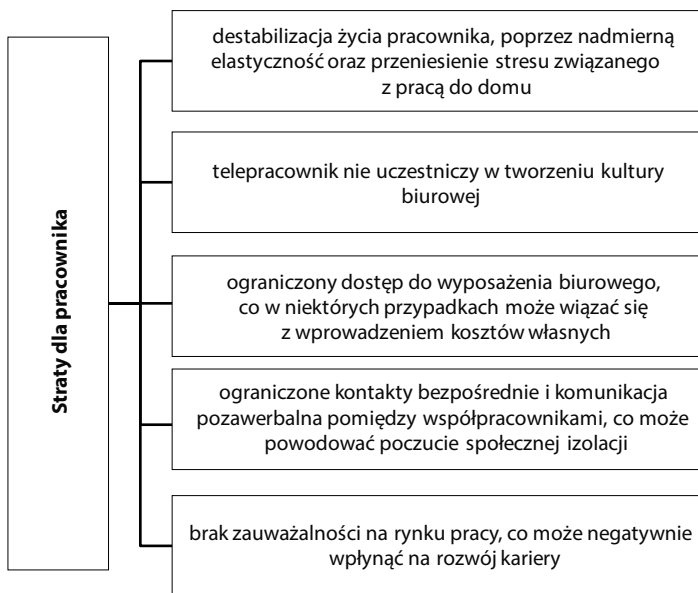 Straty dla pracownika
destabilizacja życia pracownika, poprzez nadmierną
elastyczność oraz przeniesienie stresu związanego
z pracą do domu
telepracownik nie uczestniczy w tworzeniu kultury
biurowej
ograniczony dostęp do wyposażenia biurowego,
co w niektórych przypadkach może wiązać się
z wprowadzeniem kosztów własnych
ograniczone kontakty bezpośrednie i komunikacja
pozawerbalna pomiędzy współpracownikami, co może
powodować poczucie społecznej izolacji
brak zauważalności na rynku pracy, co może negatywnie
wpłynąć na rozwój kariery